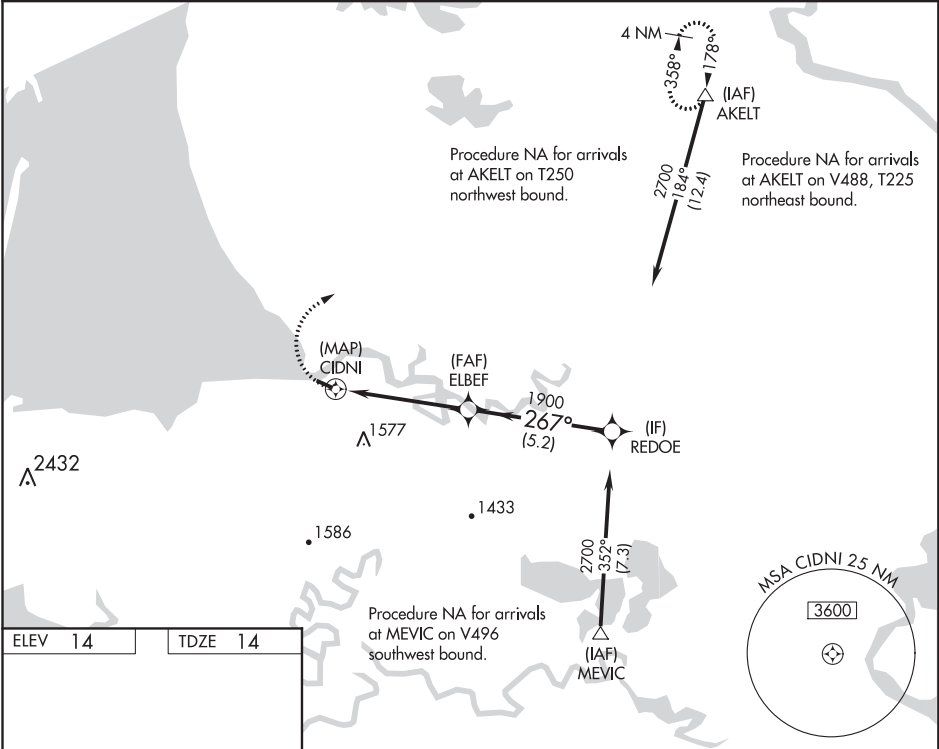 4 NM
358°
178°
(IAF)
AKELT
Procedure NA for arrivals
at AKELT on T250
northwest bound.
2700
184°
(12.4)
Procedure NA for arrivals
at AKELT on V488, T225
northeast bound.
(MAP)
CIDNI
(FAF)
ELBEF
1900
267°
(5.2)
(IF)
REDOE
1577
2432
1433
1586
2700
352°
(7.3)
MSA CIDNI 25 NM
3600
Procedure NA for arrivals
at MEVIC on V496
southwest bound.
(IAF)
MEVIC
ELEV 14
TDZE 14